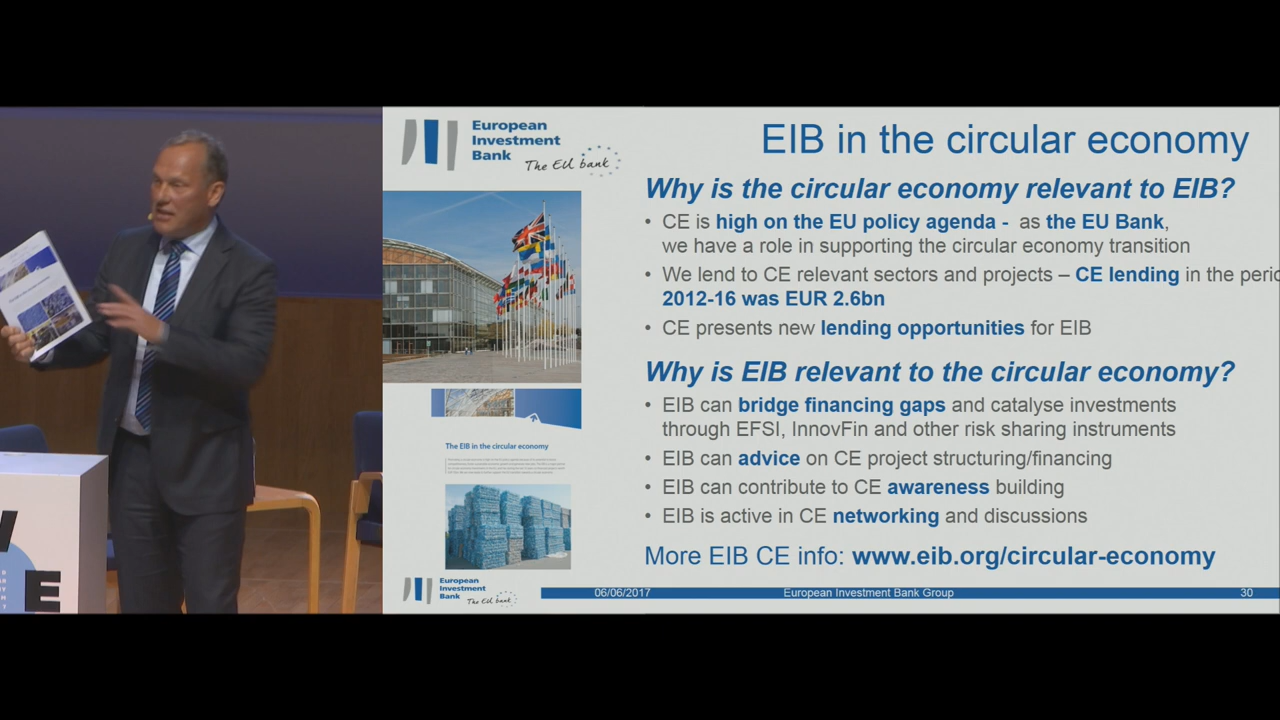 European
Investment
Bank
The EU bank
EIB in the circular economy
Why is the circular economy relevant to EIB?
• CE is high on the EU policy agenda - as the EU Bank,
we have a role in supporting the circular economy transition
• We lend to CE relevant sectors and projects – CE lending in the perio
2012-16 was EUR 2.6bn
• CE presents new lending opportunities for EIB
Why is EIB relevant to the circular economy?
• EIB can bridge financing gaps and catalyse investments
through EFSI, InnovFin and other risk sharing instruments
• EIB can advice on CE project structuring/financing
• EIB can contribute to CE awareness building
• EIB is active in CE networking and discussions
More EIB CE info: www.eib.org/circular-economy
The EIB in the circular economy
European
Investment
Bank
The EU bank
06/06/2017
European Investment Bank Group
30
E